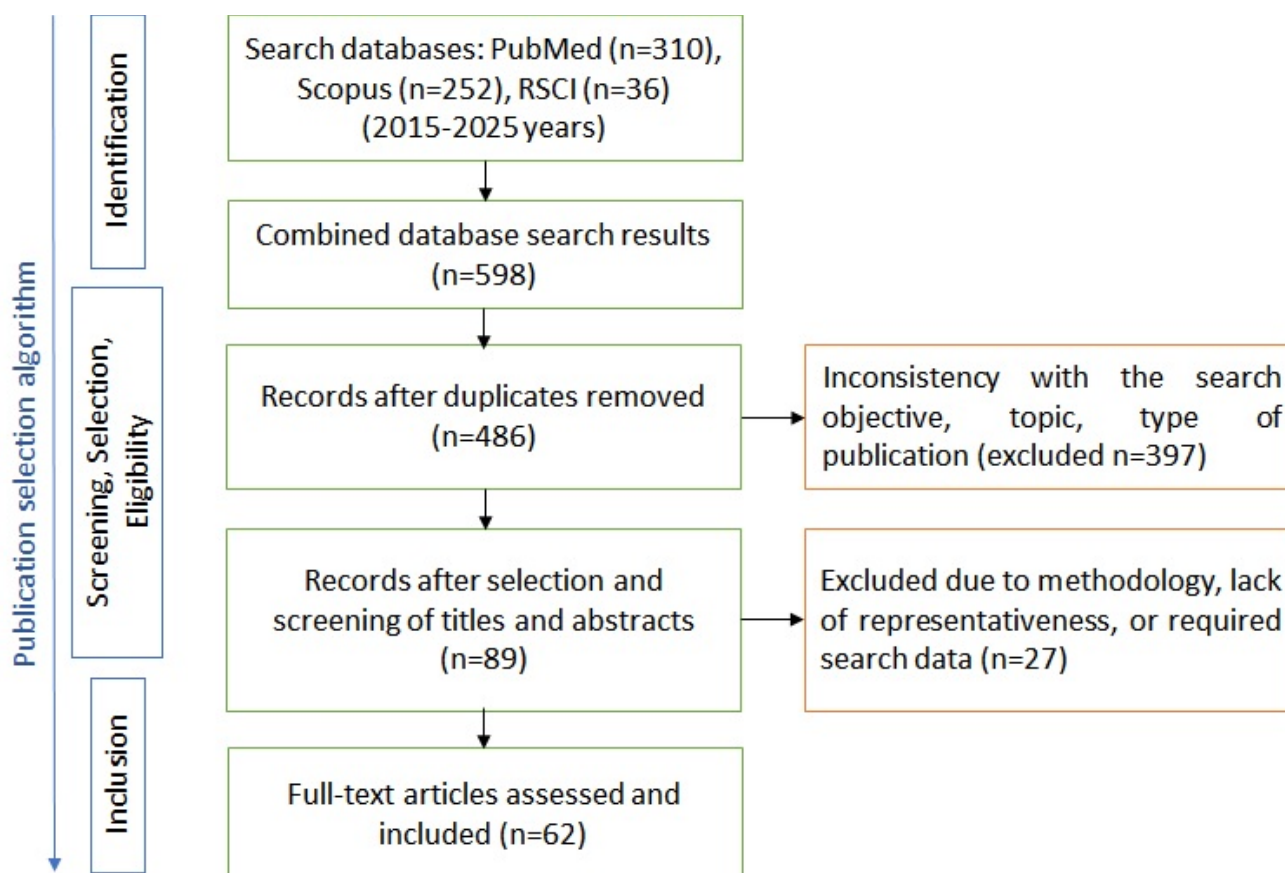 Publication selection algorithm
Identification
Search databases: PubMed (n=310),
Scopus (n=252), RSCI (n=36)
(2015-2025 years)
Combined database search results
(n=598)
Screening, Selection,
Eligibility
Records after duplicates removed
(n=486)
Inconsistency with the search
objective, topic, type of
publication (excluded n=397)
Records after selection and
screening of titles and abstracts
(n=89)
Excluded due to methodology, lack
of representativeness, or required
search data (n=27)
Inclusion
Full-text articles assessed and
included (n=62)